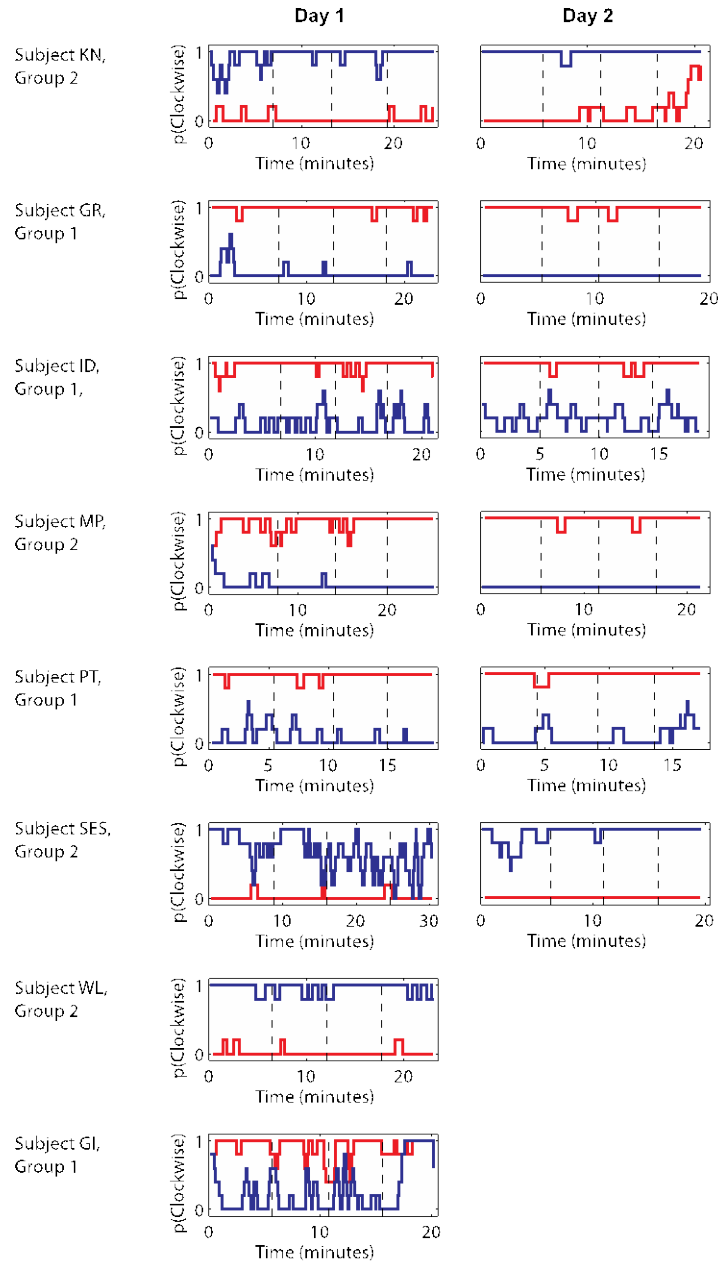 Day 1
Day 2
Subject KN,
Group 2
p(Clockwise)
1
0
0
10
20
Time (minutes)
p(Clockwise)
1
0
0
10
20
Time (minutes)
Subject GR,
Group 1
p(Clockwise)
1
0
0
10
20
Time (minutes)
p(Clockwise)
1
0
0
10
20
Time (minutes)
Subject ID,
Group 1,
p(Clockwise)
1
0
0
10
20
Time (minutes)
p(Clockwise)
1
0
0
5
10
15
Time (minutes)
Subject MP,
Group 2
p(Clockwise)
1
0
0
10
20
Time (minutes)
p(Clockwise)
1
0
0
10
20
Time (minutes)
Subject PT,
Group 1
p(Clockwise)
1
0
0
5
10
15
Time (minutes)
p(Clockwise)
1
0
0
5
10
15
Time (minutes)
Subject SES,
Group 2
p(Clockwise)
1
0
0
10
20
30
Time (minutes)
p(Clockwise)
1
0
0
10
20
Time (minutes)
Subject WL,
Group 2
p(Clockwise)
1
0
0
10
20
Time (minutes)
Subject GI,
Group 1
p(Clockwise)
1
0
0
10
20
Time (minutes)